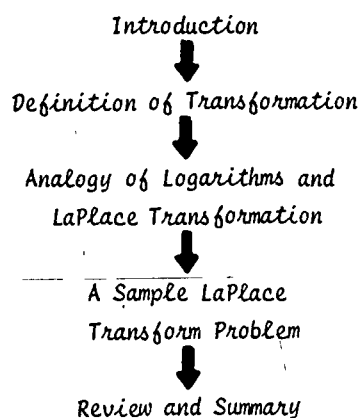 Introduction
Definition of Transformation
Analogy of Logarithms and
LaPlace Transformation
A Sample LaPlace
Transform Problem
Review and Summary